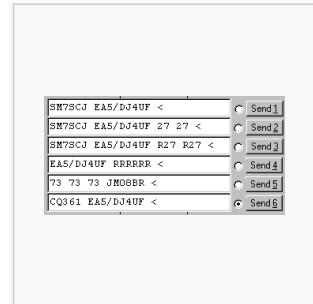 SM7SCJ EA5/DJ4UF < Send 1
SM7SCJ EA5/DJ4UF 27 27 < Send 2
SM7SCJ EA5/DJ4UF R27 R27 < Send 3
EA5/DJ4UF RRRRRR < Send 4
73 73 73 JM08BR < Send 5
CQ361 EA5/DJ4UF < Send 6